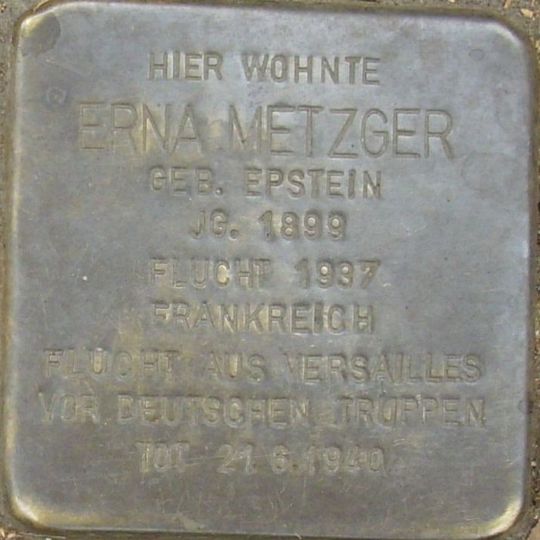 HIER WOHNTE
ERNA METZGER
GEB. EPSTEIN
JG. 1899
FLUCHT 1937
FRANKREICH
FLUCHT AUS VERSAILLES
VOR DEUTSCHEN TRUPPEN
TOT 21.6.1940